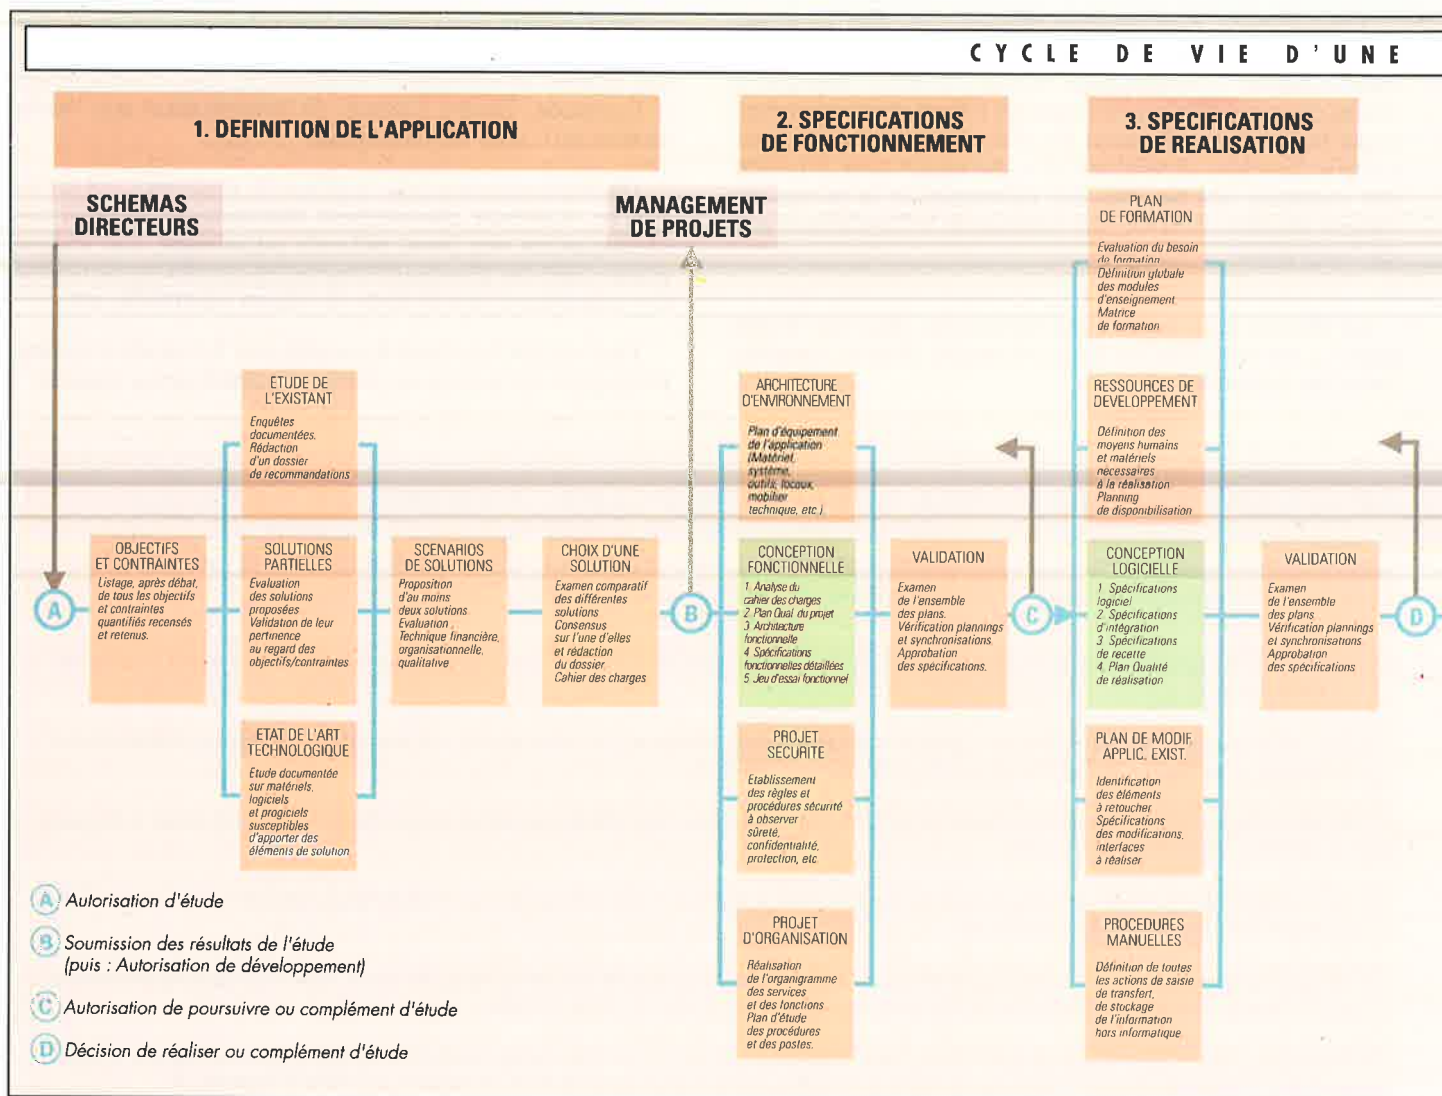 CYCLE DE VIE D'UNE
1. DEFINITION DE L'APPLICATION
2. SPECIFICATIONS
DE FONCTIONNEMENT
3. SPECIFICATIONS
DE REALISATION
SCHEMAS
DIRECTEURS
MANAGEMENT
DE PROJETS
PLAN
DE FORMATION
Evaluation du besoin
de formation
Définition globale
des modules
d'enseignement
Matrice
de formation
ETUDE DE
L'EXISTANT
Enquêtes
documentées.
Rédaction
d'un dossier
de recommandations
ARCHITECTURE
D'ENVIRONNEMENT
Plan d'équipement
de l'application
(Matériel,
système,
outils, locaux,
mobilier
technique, etc.)
RESSOURCES DE
DEVELOPPEMENT
Définition des
moyens humains
et matériels
nécessaires
à la réalisation
Planning
de disponibilisation
OBJECTIFS
ET CONTRAINTES
Listage, après débat,
de tous les objectifs
et contraintes
quantifiés recensés
et retenus.
SOLUTIONS
PARTIELLES
Evaluation
des solutions
proposées
Validation de leur
pertinence
au regard des
objectifs/contraintes
SCENARIOS
DE SOLUTIONS
Proposition
d'au moins
deux solutions
Evaluation.
Technique financière,
organisationnelle,
qualitative
CHOIX D'UNE
SOLUTION
Examen comparatif
des différentes
solutions
Consensus
sur l'une d'elles
et rédaction
du dossier.
Cahier des charges
CONCEPTION
FONCTIONNELLE
1 Analyse du
cahier des charges
2 Plan Qual. du projet
3 Architecture
fonctionnelle
4 Spécifications
fonctionnelles détaillées
5 Jeu d'essai fonctionnel
VALIDATION
Examen
de l'ensemble
des plans.
Vérification plannings
et synchronisations.
Approbation
des spécifications.
CONCEPTION
LOGICIELLE
1 Spécifications
logiciel
2 Spécifications
d'intégration
3 Spécifications
de recette
4. Plan Qualité
de réalisation
VALIDATION
Examen
de l'ensemble
des plans
Vérification plannings
et synchronisations
Approbation
des spécifications.
A
B
C
D
ETAT DE L'ART
TECHNOLOGIQUE
Etude documentée
sur matériels,
logiciels
et progiciels
susceptibles
d'apporter des
éléments de solution
PROJET
SECURITE
Etablissement
des règles et
procédures sécurité
à observer
sûreté,
confidentialité,
protection, etc.
PLAN DE MODIF.
APPLIC. EXIST.
Identification
des éléments
à retoucher
Spécifications
des modifications,
interfaces
à réaliser
PROJET
D'ORGANISATION
Réalisation
de l'organigramme
des services
et des fonctions
Plan d'étude
des procédures
et des postes.
PROCEDURES
MANUELLES
Définition de toutes
les actions de saisie
de transfert,
de stockage
de l'information
hors informatique.
A Autorisation d'étude
B Soumission des résultats de l'étude
(puis : Autorisation de développement)
C Autorisation de poursuivre ou complément d'étude
D Décision de réaliser ou complément d'étude